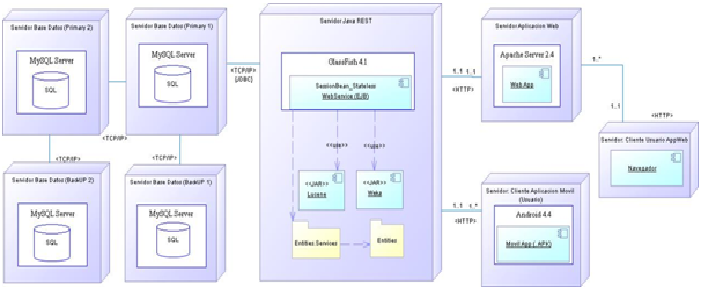 Servidor Base Datos (Primary 2)
MySQL Server
SQL
Servidor Base Datos (Primary 1)
MySQL Server
SQL
<TCP/IP>
<TCP/IP>
<TCP/IP>
Servidor Base Datos (BackUP 2)
MySQL Server
SQL
Servidor Base Datos (BackUP 1)
MySQL Server
SQL
<TCP/IP>
(JDBC)
Servidor Java REST
GlassFish 4.1
SessionBean_Stateless
WebService (EJB)
<<use>>
<<use>>
<<JAR>>
Lucene
<<JAR>>
Weka
Entities Services
Entities
1..1 1..1
<HTTP>
Servidor Aplicacion Web
Apache Server 2.4
Web App
1..*
1..1
<HTTP>
Servidor: Cliente Usuario AppWeb
Navegador
1..1
<HTTP>
Servidor: Cliente Aplicacion Movil
(Usuario)
Android 4.4
Movil App (.APK)